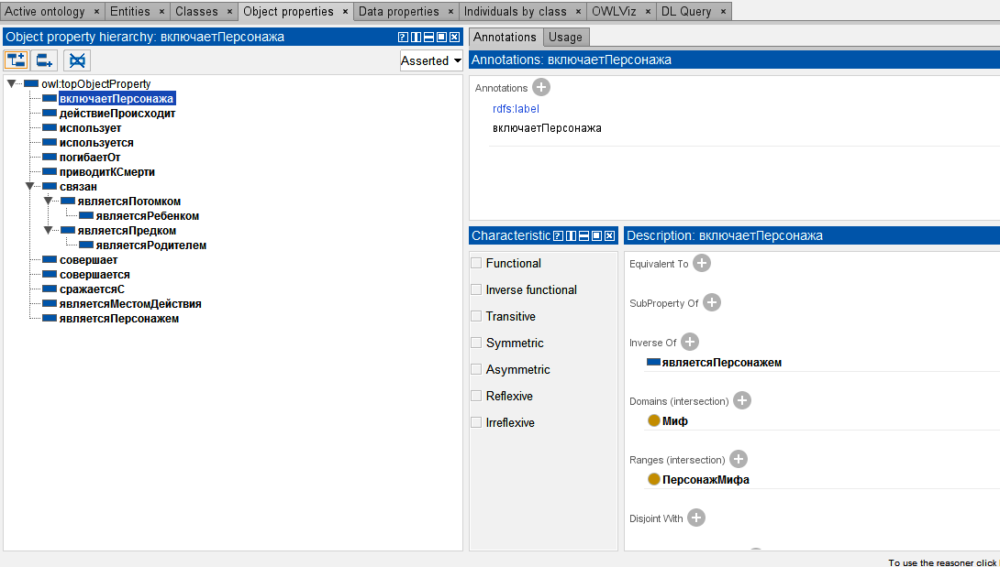 Active ontology × Entities × Classes × Object properties × Data properties × Individuals by class × OWLViz × DL Query ×
Object property hierarchy: включаетПерсонажа
Asserted
owl:topObjectProperty
включаетПерсонажа
действиеПроисходит
использует
используется
погибаетОт
приводитКСмерти
связан
являетсяПотомком
являетсяРебенком
являетсяПредком
являетсяРодителем
совершает
совершается
сражаетсяС
являетсяМестомДействия
являетсяПерсонажем
Annotations Usage
Annotations: включаетПерсонажа
Annotations
rdfs:label
включаетПерсонажа
Characteristic
Functional
Inverse functional
Transitive
Symmetric
Asymmetric
Reflexive
Irreflexive
Description: включаетПерсонажа
Equivalent To
SubProperty Of
Inverse Of
являетсяПерсонажем
Domains (intersection)
Миф
Ranges (intersection)
ПерсонажМифа
Disjoint With
To use the reasoner click